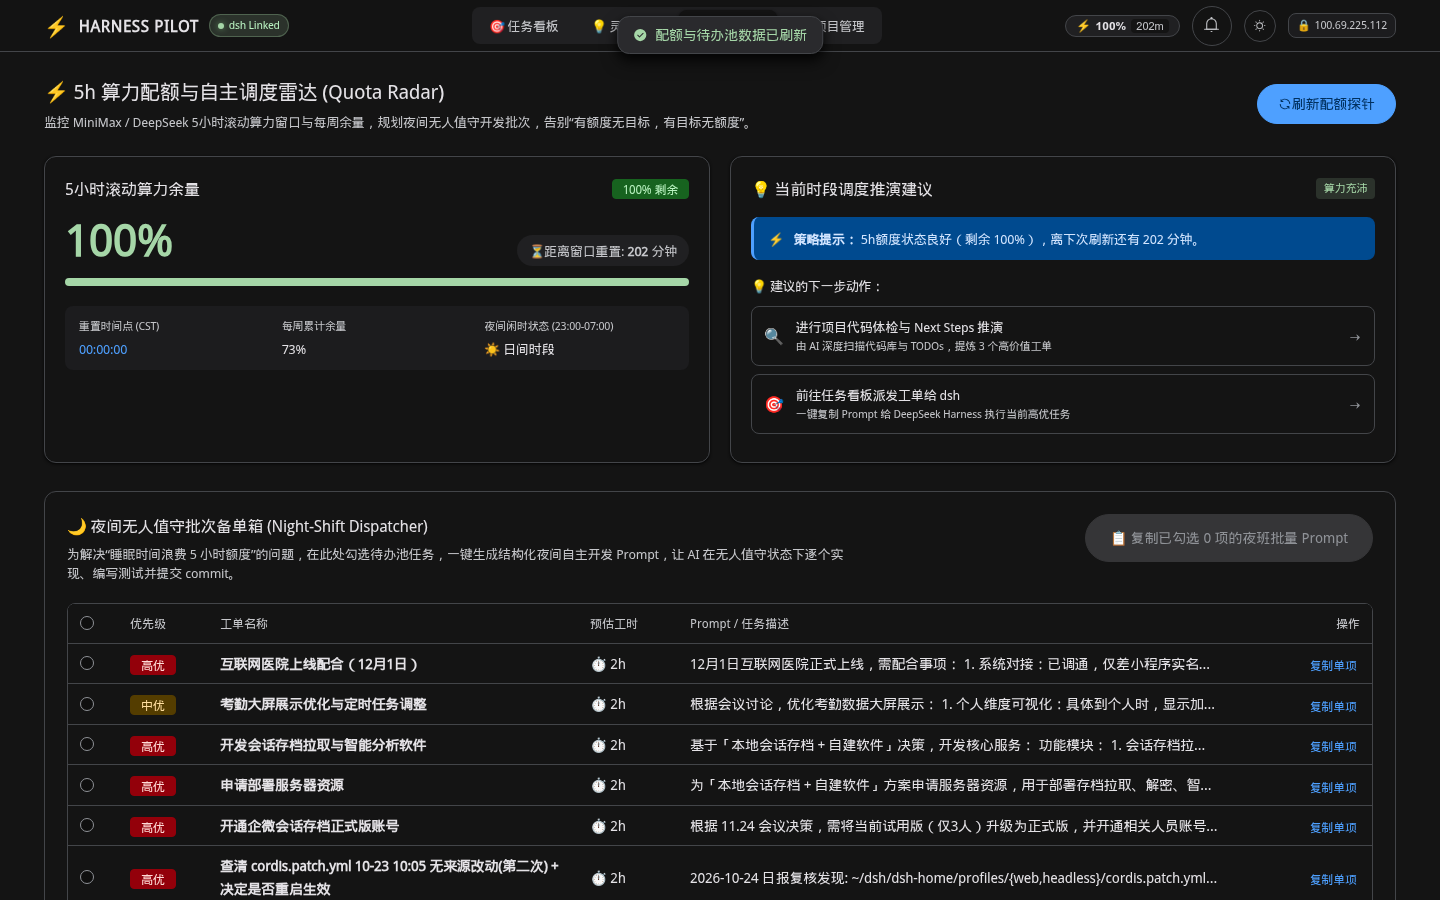 ⚡ HARNESS PILOT
dsh Linked
🎯 任务看板
💡
项目管理
⚡ 100% 202m
🔒 100.69.225.112
配额与待办池数据已刷新
⚡ 5h 算力配额与自主调度雷达 (Quota Radar)
监控 MiniMax / DeepSeek 5小时滚动算力窗口与每周余量，规划夜间无人值守开发批次，告别“有额度无目标，有目标无额度”。
刷新配额探针
5小时滚动算力余量
100% 剩余
100%
⏳距离窗口重置: 202 分钟
重置时间点 (CST)
每周累计余量
夜间闲时状态 (23:00-07:00)
00:00:00
73%
☀️ 日间时段
💡 当前时段调度推演建议
算力充沛
⚡ 策略提示： 5h额度状态良好（剩余 100%），离下次刷新还有 202 分钟。
💡 建议的下一步动作：
🔍 进行项目代码体检与 Next Steps 推演 →
由 AI 深度扫描代码库与 TODOs，提炼 3 个高价值工单
🎯 前往任务看板派发工单给 dsh →
一键复制 Prompt 给 DeepSeek Harness 执行当前高优任务
🌙 夜间无人值守批次备单箱 (Night-Shift Dispatcher)
为解决“睡眠时间浪费 5 小时额度”的问题，在此处勾选待办池任务，一键生成结构化夜间自主开发 Prompt，让 AI 在无人值守状态下逐个实
现、编写测试并提交 commit。
📋 复制已勾选 0 项的夜班批量 Prompt
优先级 工单名称 预估工时 Prompt / 任务描述 操作
高优 互联网医院上线配合（12月1日） ⏱️ 2h 12月1日互联网医院正式上线，需配合事项： 1. 系统对接：已调通，仅差小程序实名... 复制单项
中优 考勤大屏展示优化与定时任务调整 ⏱️ 2h 根据会议讨论，优化考勤数据大屏展示： 1. 个人维度可视化：具体到个人时，显示加... 复制单项
高优 开发会话存档拉取与智能分析软件 ⏱️ 2h 基于「本地会话存档 + 自建软件」决策，开发核心服务： 功能模块： 1. 会话存档拉... 复制单项
高优 申请部署服务器资源 ⏱️ 2h 为「本地会话存档 + 自建软件」方案申请服务器资源，用于部署存档拉取、解密、智... 复制单项
高优 开通企微会话存档正式版账号 ⏱️ 2h 根据 11.24 会议决策，需将当前试用版（仅3人）升级为正式版，并开通相关人员账号... 复制单项
高优 查清 cordis.patch.yml 10-23 10:05 无来源改动(第二次) + ⏱️ 2h 2026-10-24 日报复核发现: ~/dsh/dsh-home/profiles/{web,headless}/cordis.patch.yml... 复制单项
决定是否重启生效